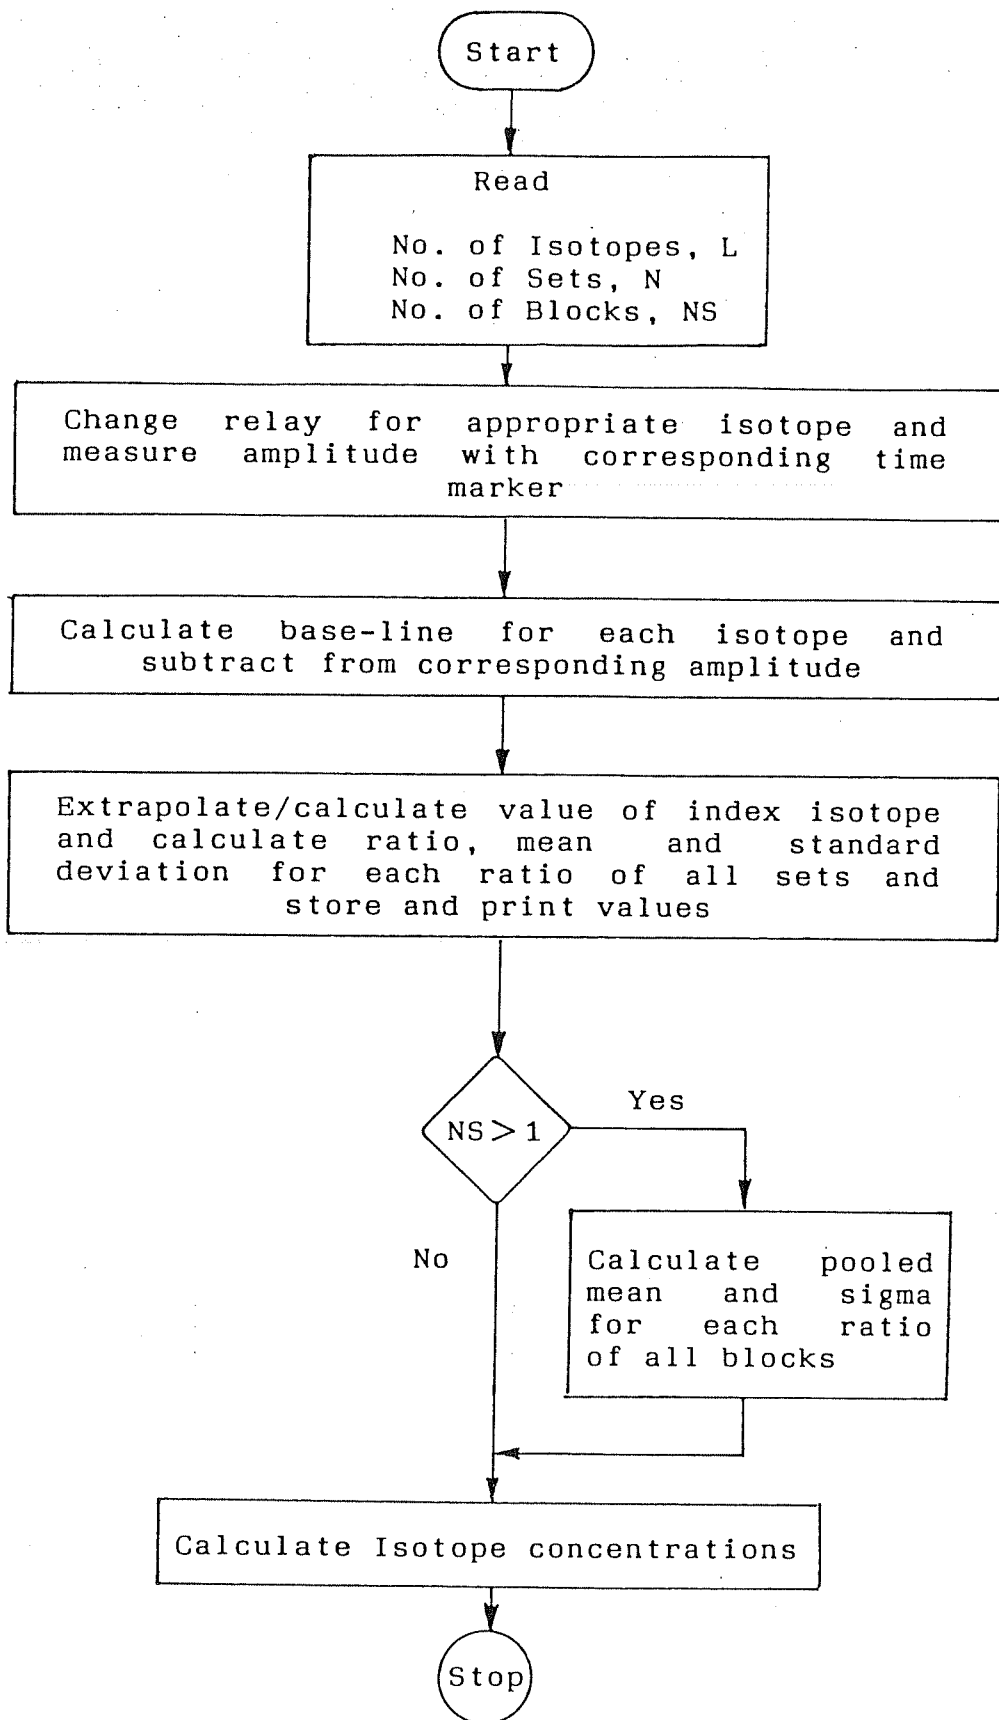 Start
Read
No. of Isotopes, L
No. of Sets, N
No. of Blocks, NS
Change relay for appropriate isotope and
measure amplitude with corresponding time
marker
Calculate base-line for each isotope and
subtract from corresponding amplitude
Extrapolate/calculate value of index isotope
and calculate ratio, mean and standard
deviation for each ratio of all sets and
store and print values
NS > 1
Yes
No
Calculate pooled
mean and sigma
for each ratio
of all blocks
Calculate Isotope concentrations
Stop